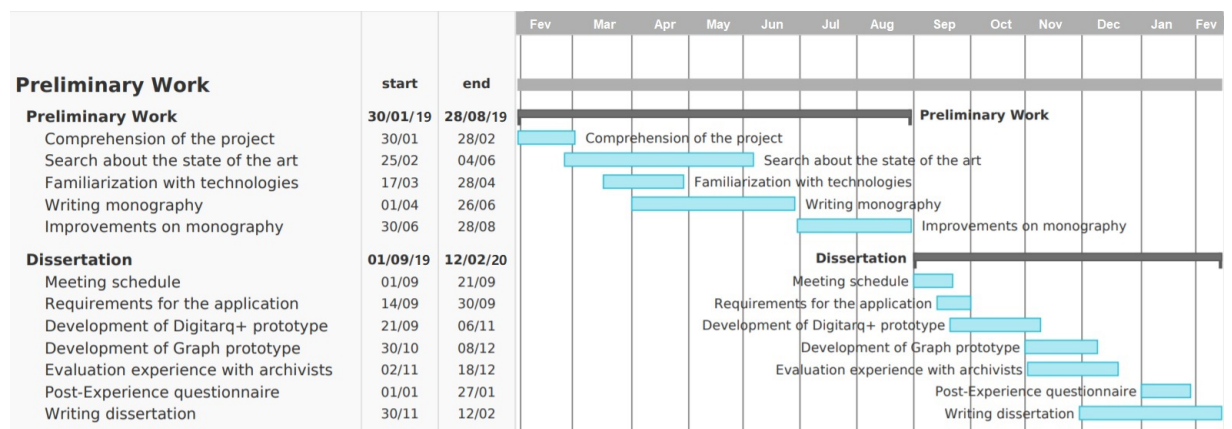 Fev Mar Apr May Jun Jul Aug Sep Oct Nov Dec Jan Fev
Preliminary Work start end
Preliminary Work 30/01/19 28/08/19 Preliminary Work
Comprehension of the project 30/01 28/02 Comprehension of the project
Search about the state of the art 25/02 04/06 Search about the state of the art
Familiarization with technologies 17/03 28/04 Familiarization with technologies
Writing monography 01/04 26/06 Writing monography
Improvements on monography 30/06 28/08 Improvements on monography
Dissertation 01/09/19 12/02/20 Dissertation
Meeting schedule 01/09 21/09 Meeting schedule
Requirements for the application 14/09 30/09 Requirements for the application
Development of Digitarq+ prototype 21/09 06/11 Development of Digitarq+ prototype
Development of Graph prototype 30/10 08/12 Development of Graph prototype
Evaluation experience with archivists 02/11 18/12 Evaluation experience with archivists
Post-Experience questionnaire 01/01 27/01 Post-Experience questionnaire
Writing dissertation 30/11 12/02 Writing dissertation